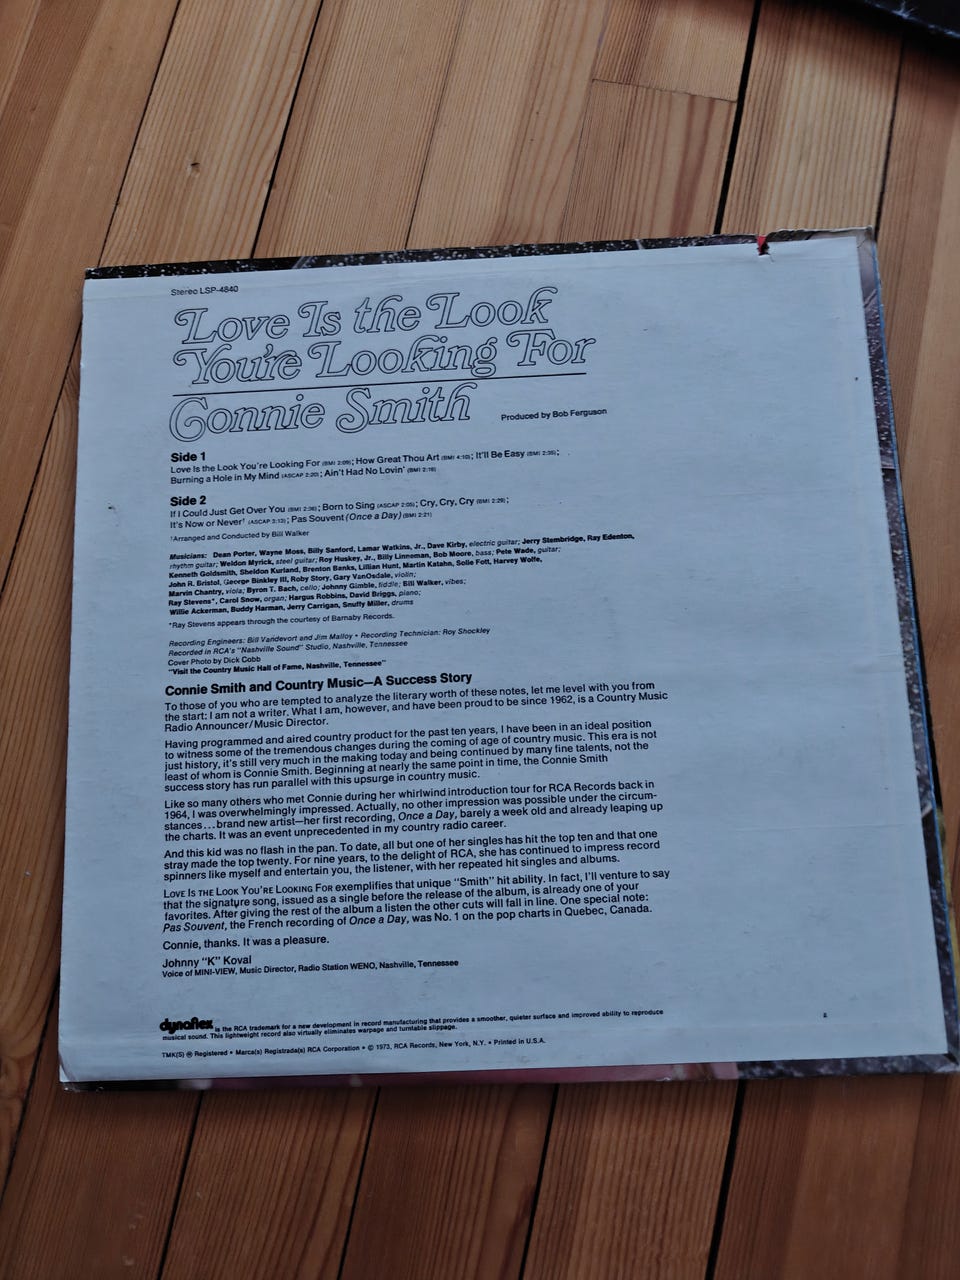 Stereo LSP-4840
Love Is the Look
You're Looking For
Connie Smith
Produced by Bob Ferguson
Side 1
Love Is the Look You're Looking For (BMI 2:09); How Great Thou Art (BMI 4:10); It'll Be Easy (BMI 2:35);
Burning a Hole in My Mind (ASCAP 2:20); Ain't Had No Lovin' (BMI 2:16)
Side 2
If I Could Just Get Over You (BMI 2:36); Born to Sing (ASCAP 2:05); Cry, Cry, Cry (BMI 2:29);
It's Now or Never† (ASCAP 3:13); Pas Souvent (Once a Day) (BMI 2:21)
†Arranged and Conducted by Bill Walker
Musicians: Dean Porter, Wayne Moss, Billy Sanford, Lamar Watkins, Jr., Dave Kirby, electric guitar; Jerry Stembridge, Ray Edenton,
rhythm guitar; Weldon Myrick, steel guitar; Roy Huskey, Jr., Billy Linneman, Bob Moore, bass; Pete Wade, guitar;
Kenneth Goldsmith, Sheldon Kurland, Brenton Banks, Lillian Hunt, Martin Katahn, Solie Fott, Harvey Wolfe,
John R. Bristol, George Binkley III, Roby Story, Gary VanOsdale, violin;
Marvin Chantry, viola; Byron T. Bach, cello; Johnny Gimble, fiddle; Bill Walker, vibes;
Ray Stevens*, Carol Snow, organ; Hargus Robbins, David Briggs, piano;
Willie Ackerman, Buddy Harman, Jerry Carrigan, Snuffy Miller, drums
*Ray Stevens appears through the courtesy of Barnaby Records.
Recording Engineers: Bill Vandevort and Jim Malloy • Recording Technician: Roy Shockley
Recorded in RCA's "Nashville Sound" Studio, Nashville, Tennessee
Cover Photo by Dick Cobb
"Visit the Country Music Hall of Fame, Nashville, Tennessee"
Connie Smith and Country Music—A Success Story
To those of you who are tempted to analyze the literary worth of these notes, let me level with you from
the start: I am not a writer. What I am, however, and have been proud to be since 1962, is a Country Music
Radio Announcer/Music Director.
Having programmed and aired country product for the past ten years, I have been in an ideal position
to witness some of the tremendous changes during the coming of age of country music. This era is not
just history, it's still very much in the making today and being continued by many fine talents, not the
least of whom is Connie Smith. Beginning at nearly the same point in time, the Connie Smith
success story has run parallel with this upsurge in country music.
Like so many others who met Connie during her whirlwind introduction tour for RCA Records back in
1964, I was overwhelmingly impressed. Actually, no other impression was possible under the circum-
stances...brand new artist—her first recording, Once a Day, barely a week old and already leaping up
the charts. It was an event unprecedented in my country radio career.
And this kid was no flash in the pan. To date, all but one of her singles has hit the top ten and that one
stray made the top twenty. For nine years, to the delight of RCA, she has continued to impress record
spinners like myself and entertain you, the listener, with her repeated hit singles and albums.
LOVE IS THE LOOK YOU'RE LOOKING FOR exemplifies that unique "Smith" hit ability. In fact, I'll venture to say
that the signature song, issued as a single before the release of the album, is already one of your
favorites. After giving the rest of the album a listen the other cuts will fall in line. One special note:
Pas Souvent, the French recording of Once a Day, was No. 1 on the pop charts in Quebec, Canada.
Connie, thanks. It was a pleasure.
Johnny "K" Koval
Voice of MINI-VIEW, Music Director, Radio Station WENO, Nashville, Tennessee
dynaflex is the RCA trademark for a new development in record manufacturing that provides a smoother, quieter surface and improved ability to reproduce
musical sound. This lightweight record also virtually eliminates warpage and turntable slippage.
TMK(S) ® Registered • Marca(s) Registrada(s) RCA Corporation • © 1973, RCA Records, New York, N.Y. • Printed in U.S.A.